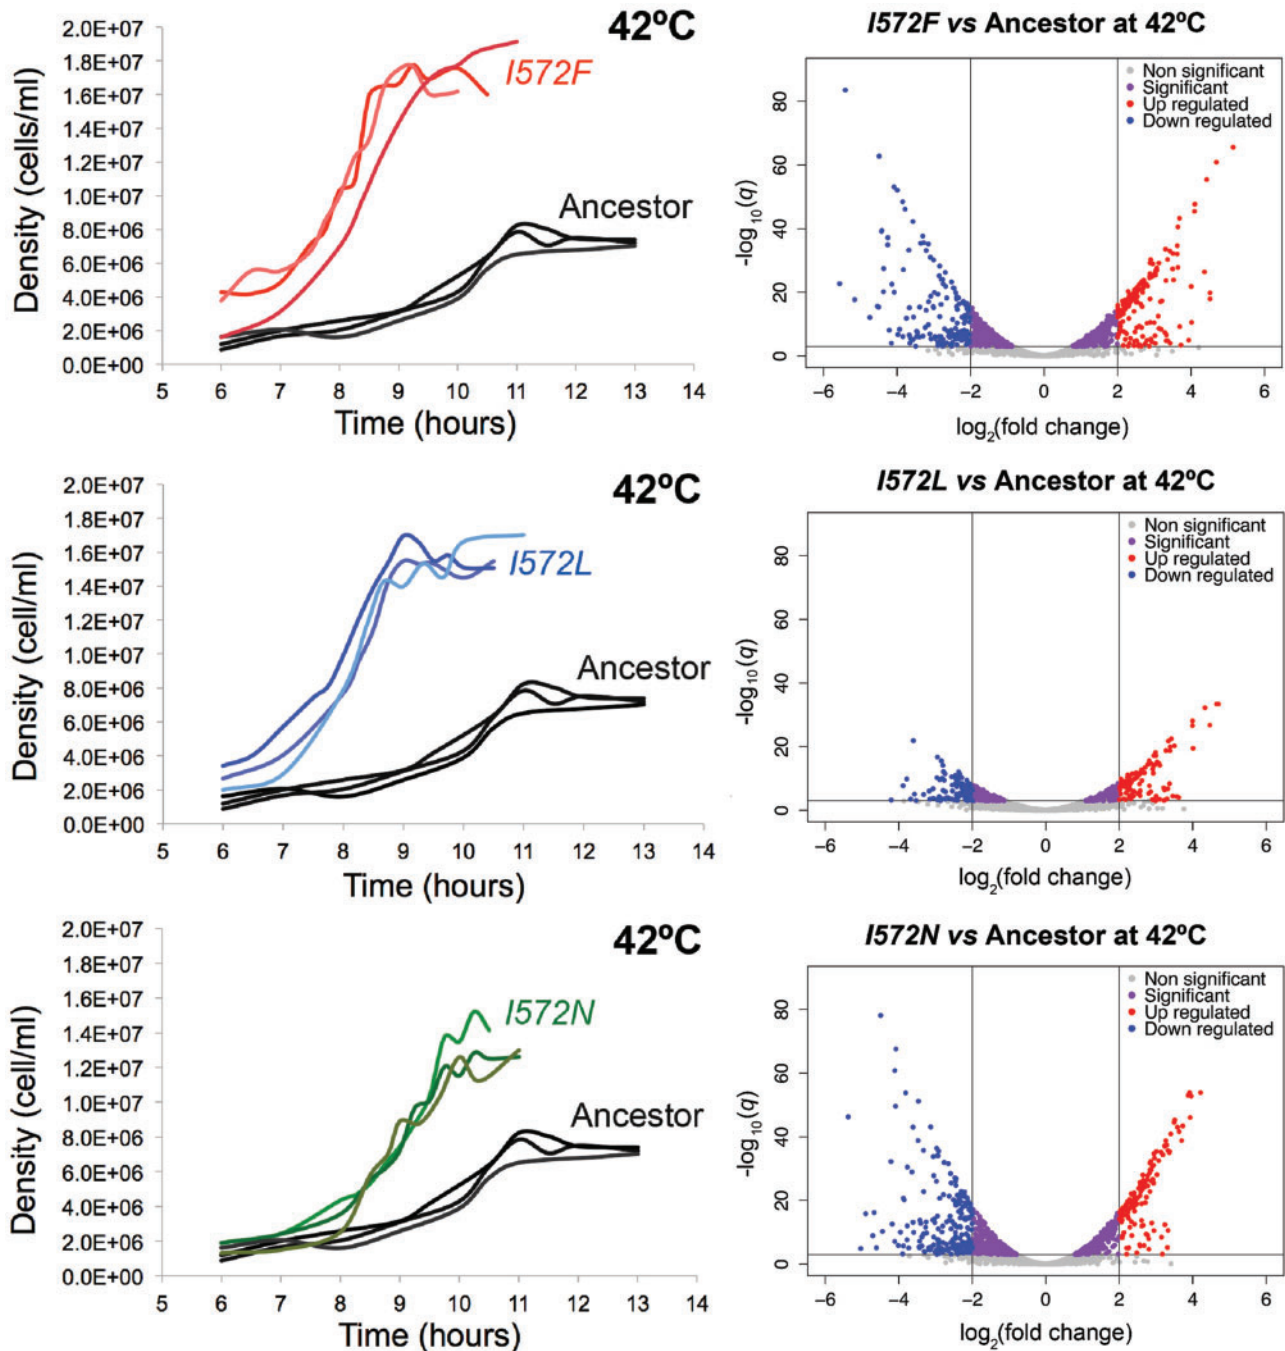 42ºC
I572F
Ancestor
Density (cells/ml)
2.0E+07
1.8E+07
1.6E+07
1.4E+07
1.2E+07
1.0E+07
8.0E+06
6.0E+06
4.0E+06
2.0E+06
0.0E+00
5 6 7 8 9 10 11 12 13 14
Time (hours)
I572F vs Ancestor at 42ºC
Non significant
Significant
Up regulated
Down regulated
-log10(q)
80
60
40
20
0
−6 −4 −2 0 2 4 6
log2(fold change)
42ºC
I572L
Ancestor
Density (cell/ml)
2.0E+07
1.8E+07
1.6E+07
1.4E+07
1.2E+07
1.0E+07
8.0E+06
6.0E+06
4.0E+06
2.0E+06
0.0E+00
5 6 7 8 9 10 11 12 13 14
Time (hours)
I572L vs Ancestor at 42ºC
Non significant
Significant
Up regulated
Down regulated
-log10(q)
80
60
40
20
0
−6 −4 −2 0 2 4 6
log2(fold change)
42ºC
I572N
Ancestor
Density (cell/ml)
2.0E+07
1.8E+07
1.6E+07
1.4E+07
1.2E+07
1.0E+07
8.0E+06
6.0E+06
4.0E+06
2.0E+06
0.0E+00
5 6 7 8 9 10 11 12 13 14
Time (hours)
I572N vs Ancestor at 42ºC
Non significant
Significant
Up regulated
Down regulated
-log10(q)
80
60
40
20
0
−6 −4 −2 0 2 4 6
log2(fold change)